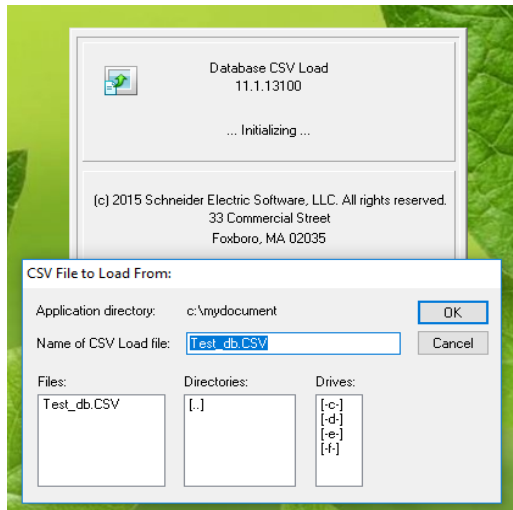 Database CSV Load
11.1.13100
... Initializing ...
(c) 2015 Schneider Electric Software, LLC. All rights reserved.
33 Commercial Street
Foxboro, MA 02035
CSV File to Load From:
Application directory: c:\mydocument
OK
Name of CSV Load file: Test_db.CSV
Cancel
Files: Directories: Drives:
Test_db.CSV [..] [-c-]
[-d-]
[-e-]
[-f-]